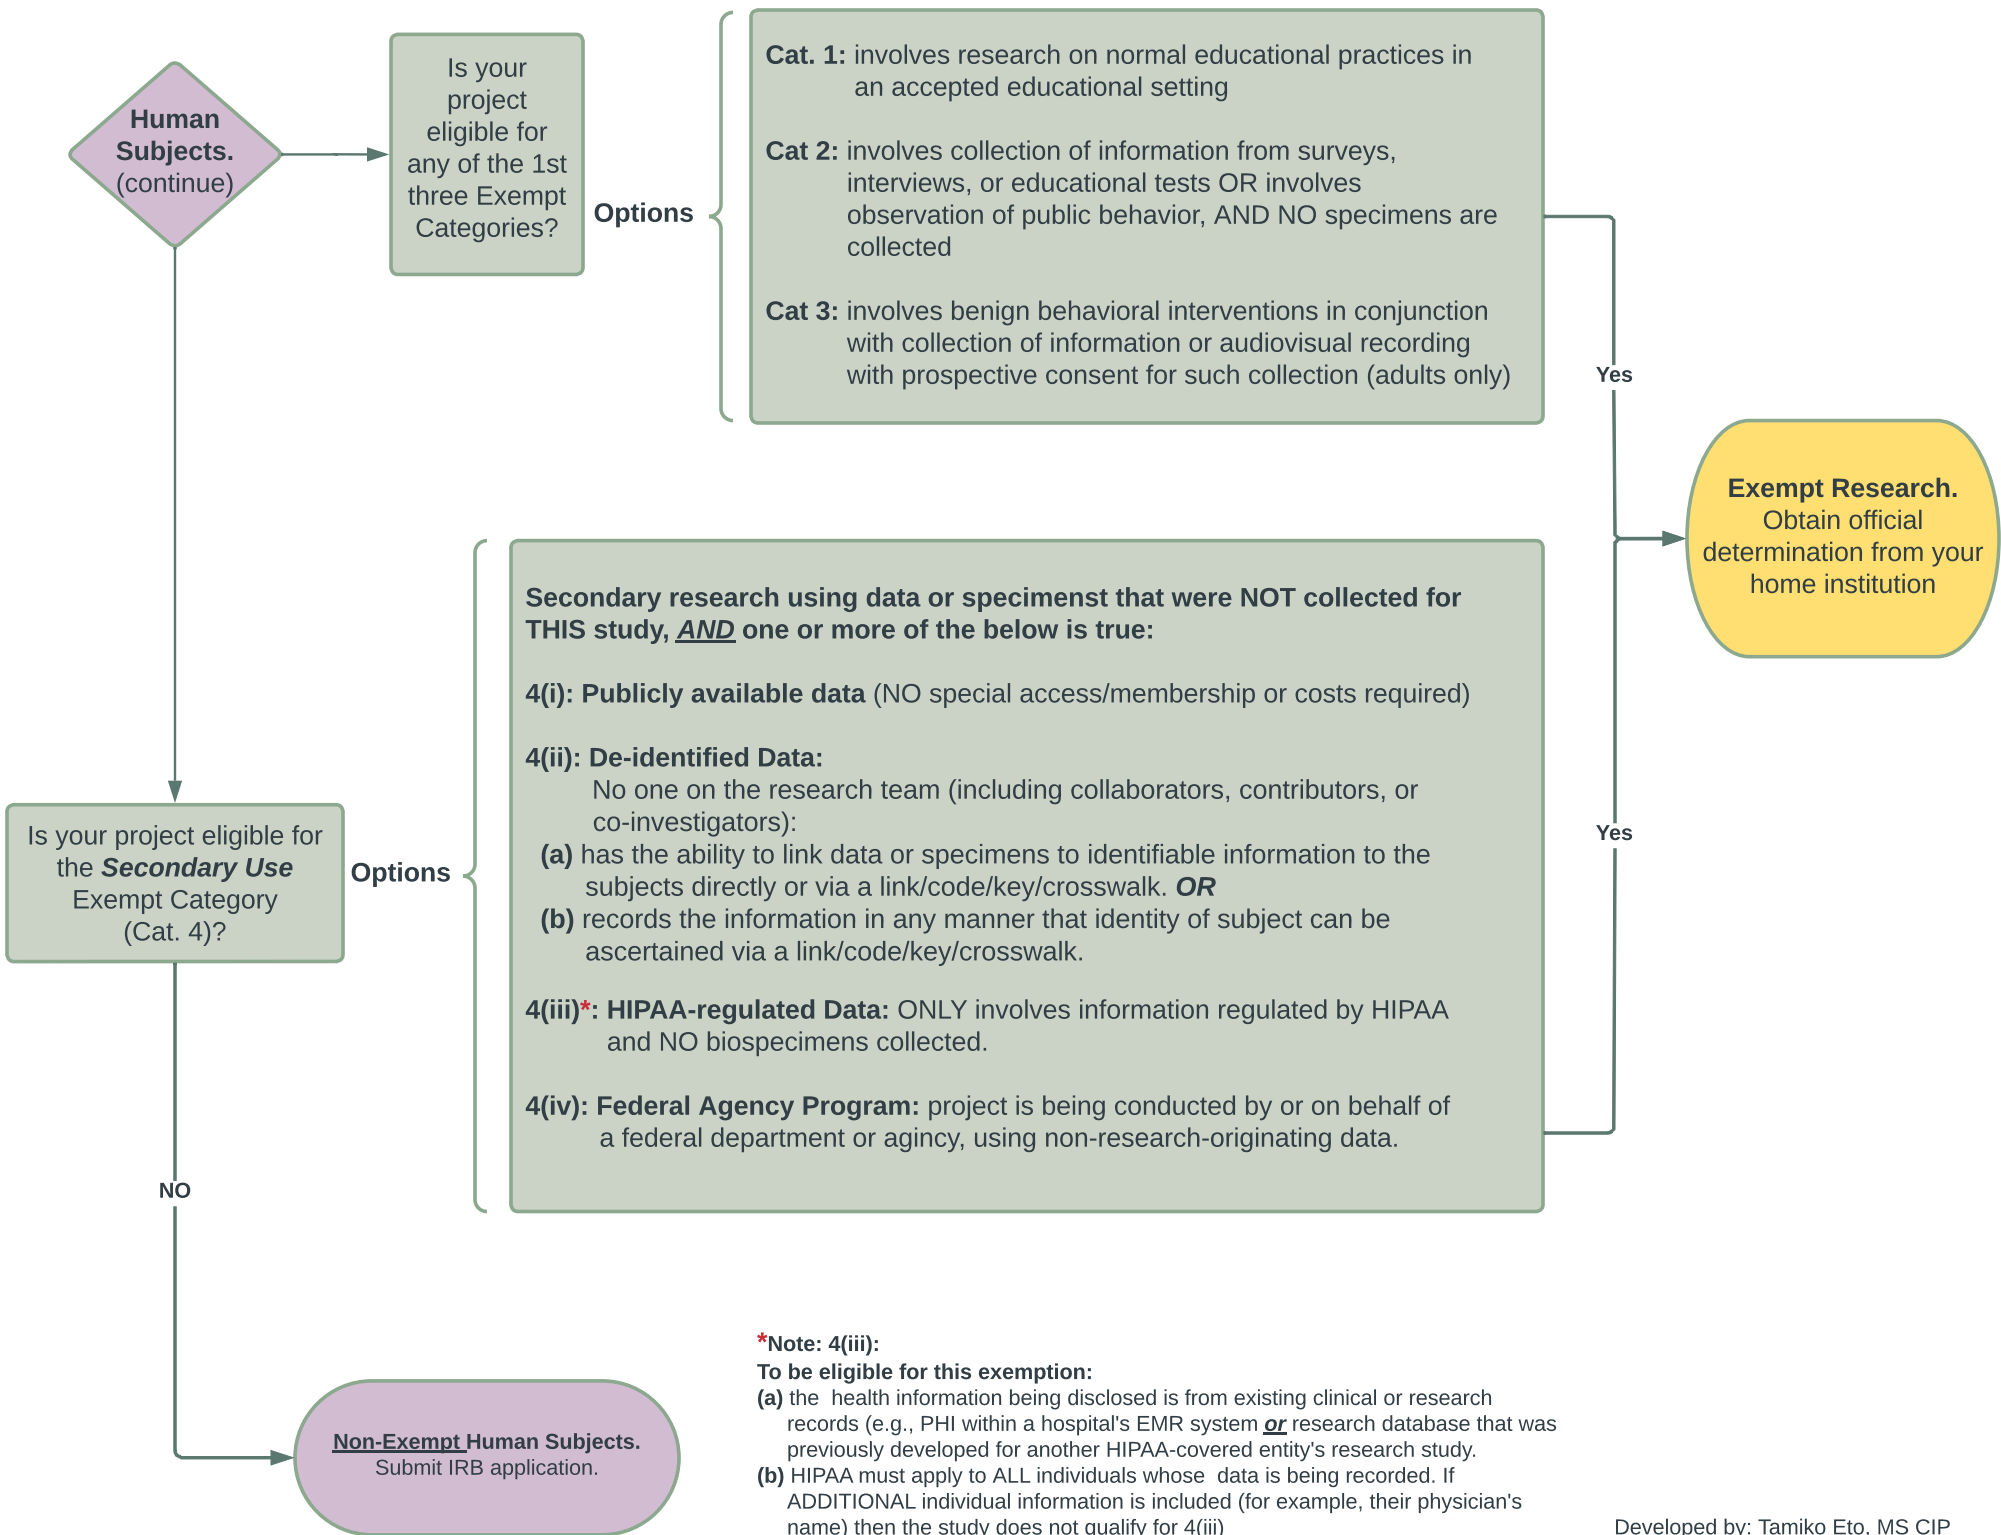 Human
Subjects.
(continue)
Is your
project
eligible for
any of the 1st
three Exempt
Categories?
Options
Cat. 1: involves research on normal educational practices in
an accepted educational setting
Cat 2: involves collection of information from surveys,
interviews, or educational tests OR involves
observation of public behavior, AND NO specimens are
collected
Cat 3: involves benign behavioral interventions in conjunction
with collection of information or audiovisual recording
with prospective consent for such collection (adults only)
Yes
Exempt Research.
Obtain official
determination from your
home institution
Is your project eligible for
the Secondary Use
Exempt Category
(Cat. 4)?
Options
Secondary research using data or specimenst that were NOT collected for
THIS study, AND one or more of the below is true:
4(i): Publicly available data (NO special access/membership or costs required)
4(ii): De-identified Data:
No one on the research team (including collaborators, contributors, or
co-investigators):
(a) has the ability to link data or specimens to identifiable information to the
subjects directly or via a link/code/key/crosswalk. OR
(b) records the information in any manner that identity of subject can be
ascertained via a link/code/key/crosswalk.
4(iii)*: HIPAA-regulated Data: ONLY involves information regulated by HIPAA
and NO biospecimens collected.
4(iv): Federal Agency Program: project is being conducted by or on behalf of
a federal department or agincy, using non-research-originating data.
Yes
NO
Non-Exempt Human Subjects.
Submit IRB application.
*Note: 4(iii):
To be eligible for this exemption:
(a) the health information being disclosed is from existing clinical or research
records (e.g., PHI within a hospital's EMR system or research database that was
previously developed for another HIPAA-covered entity's research study.
(b) HIPAA must apply to ALL individuals whose data is being recorded. If
ADDITIONAL individual information is included (for example, their physician's
name) then the study does not qualify for 4(iii)
Developed by: Tamiko Eto, MS CIP